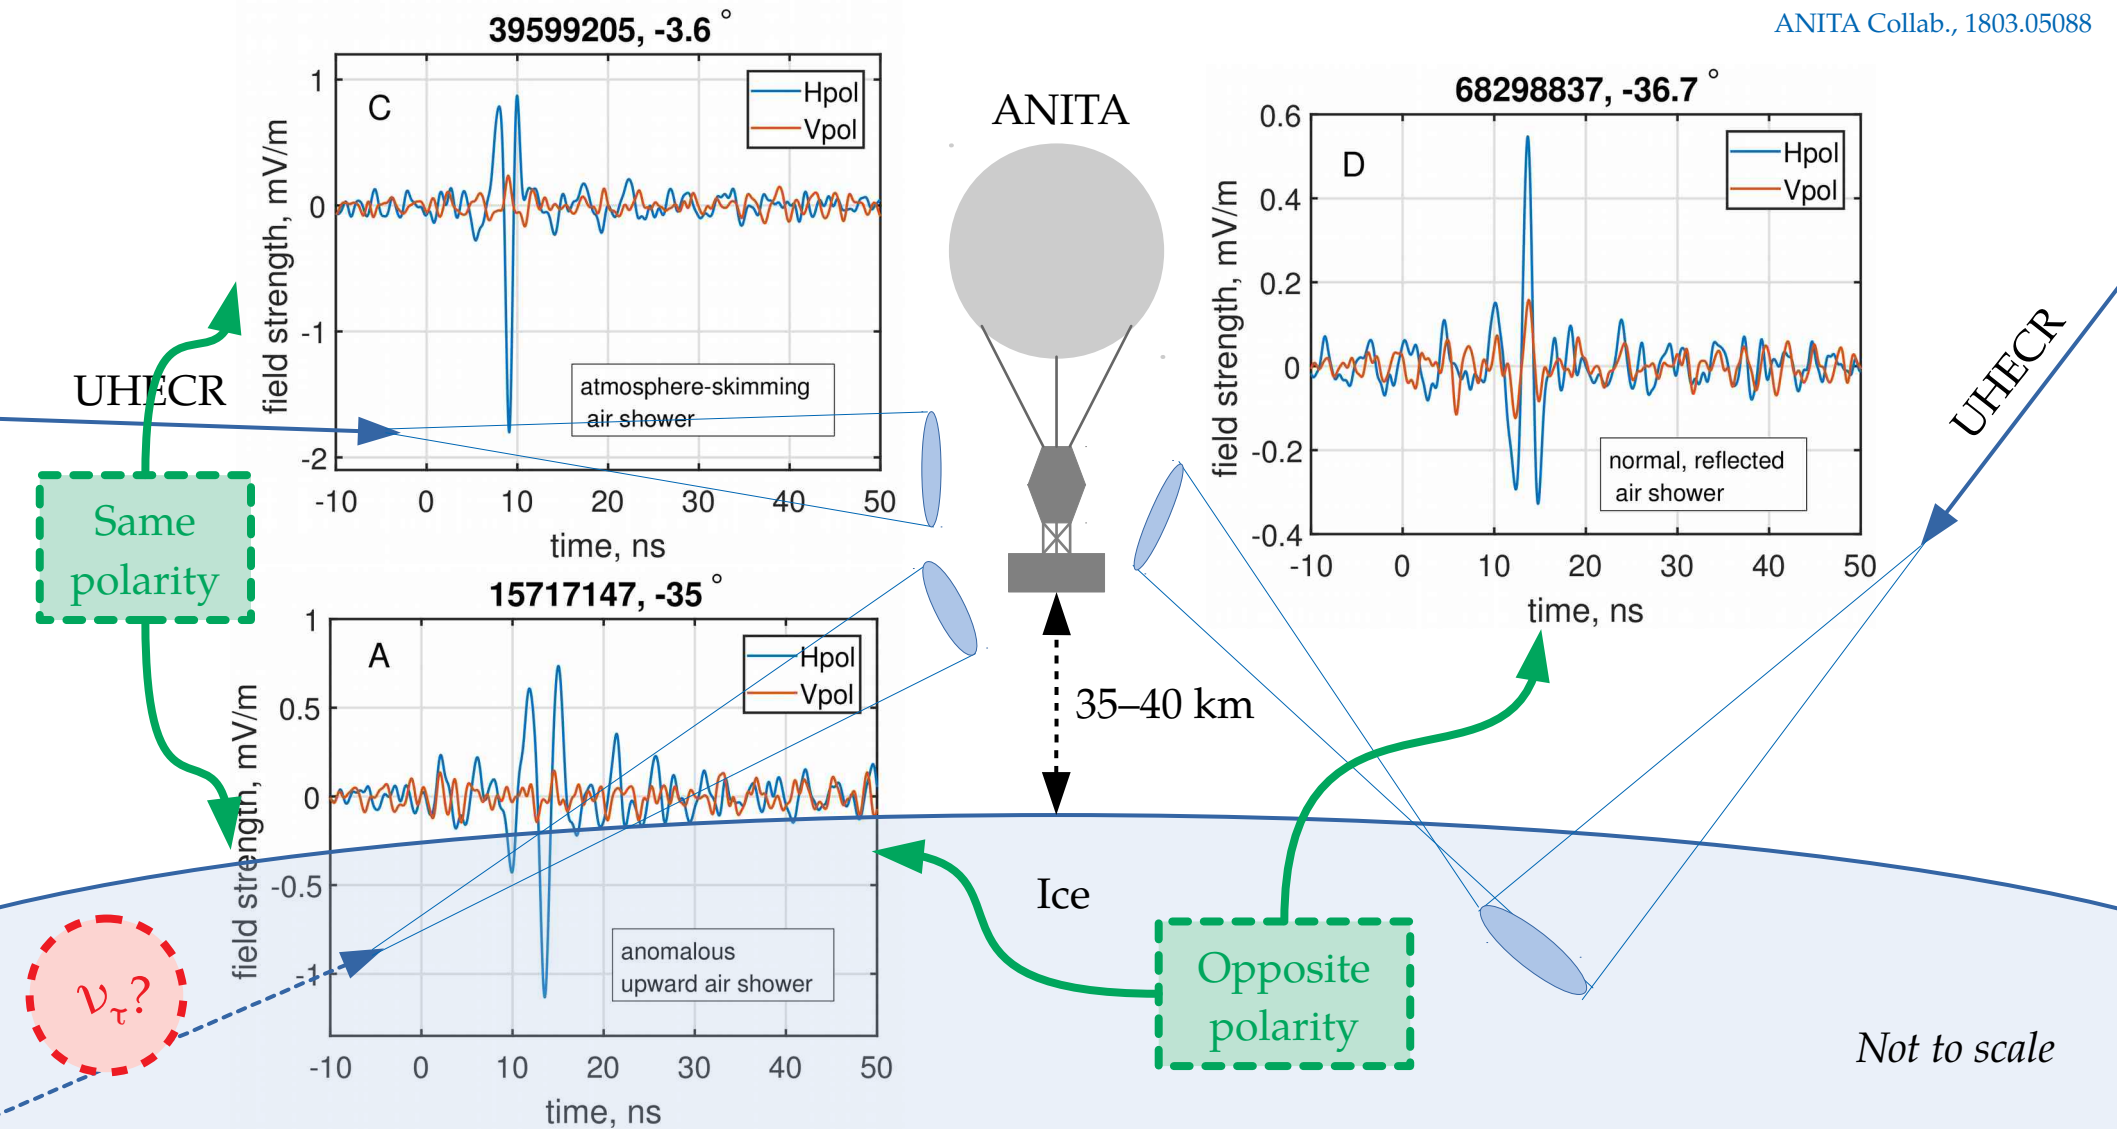 ANITA Collab., 1803.05088
39599205, -3.6 °
C
Hpol
Vpol
1
0
-1
-2
field strength, mV/m
atmosphere-skimming
air shower
-10 0 10 20 30 40 50
time, ns
UHECR
Same
polarity
ANITA
68298837, -36.7 °
D
Hpol
Vpol
0.6
0.4
0.2
0
-0.2
-0.4
field strength, mV/m
normal, reflected
air shower
-10 0 10 20 30 40 50
time, ns
UHECR
15717147, -35 °
A
Hpol
Vpol
1
0.5
0
-0.5
-1
field strength, mV/m
anomalous
upward air shower
-10 0 10 20 30 40 50
time, ns
35–40 km
Ice
ντ?
Opposite
polarity
Not to scale